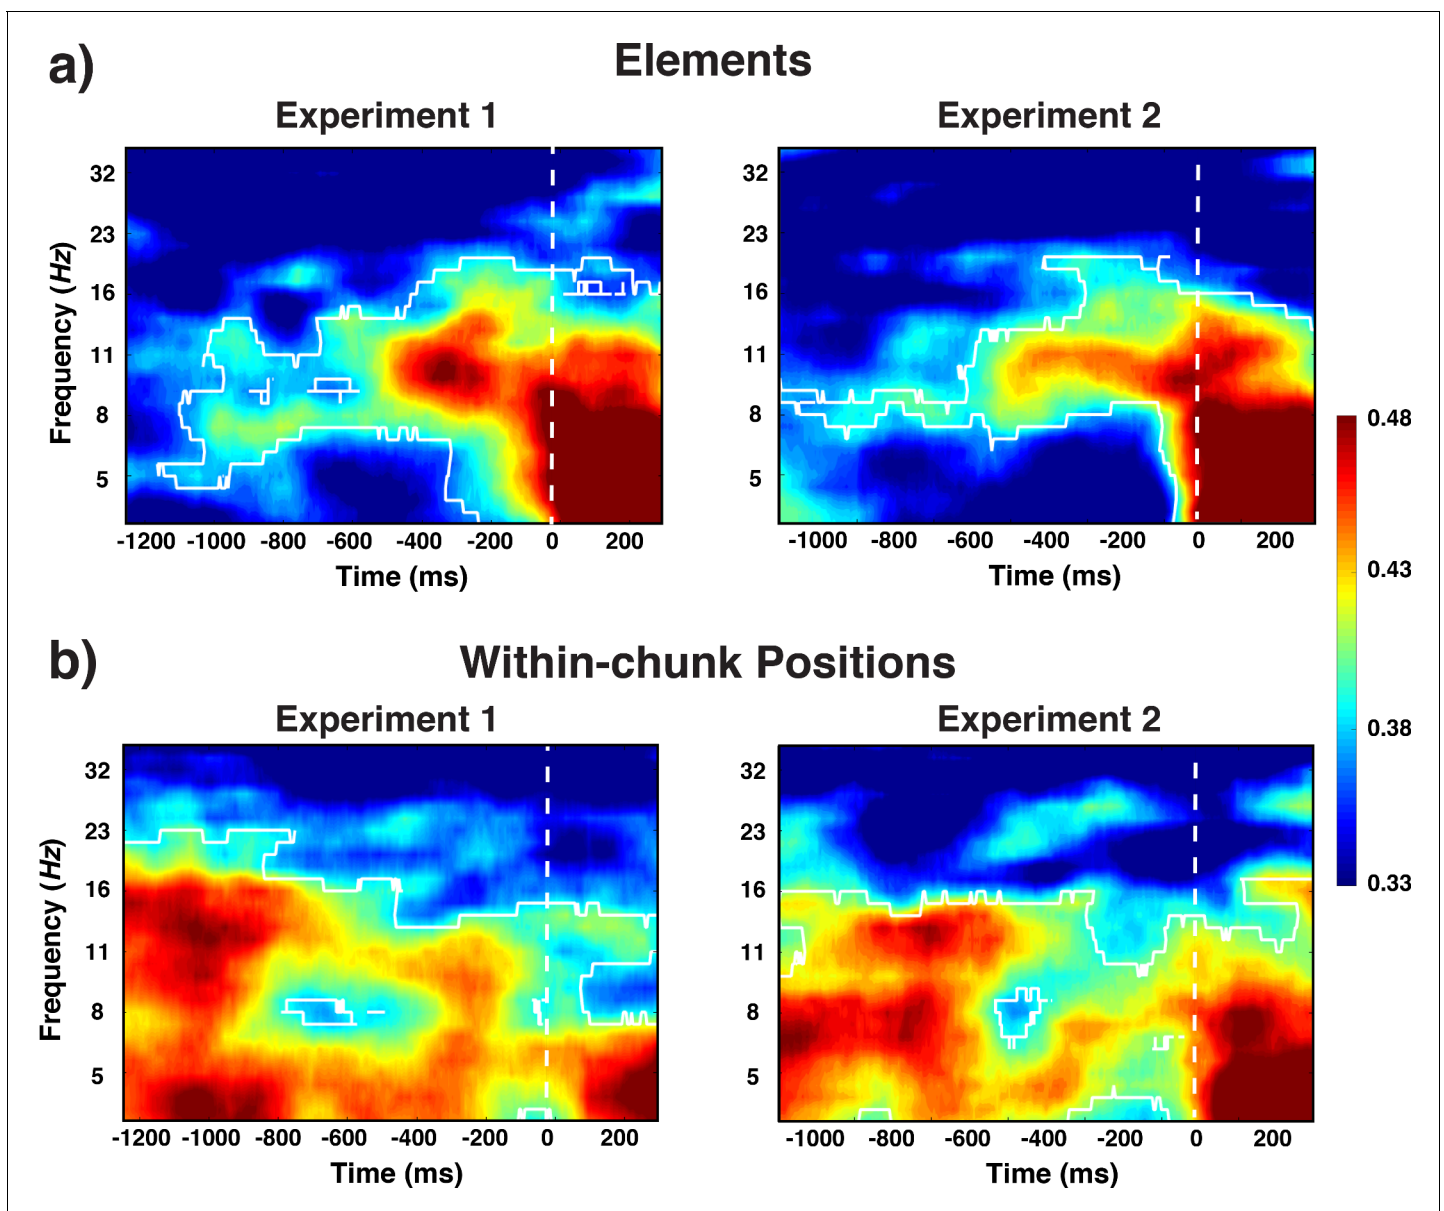 a)
Elements
Experiment 1
Experiment 2
32
23
16
11
8
5
Frequency (Hz)
-1200 -1000 -800 -600 -400 -200 0 200
Time (ms)
32
23
16
11
8
5
-1000 -800 -600 -400 -200 0 200
Time (ms)
0.48
0.43
0.38
0.33
b)
Within-chunk Positions
Experiment 1
Experiment 2
32
23
16
11
8
5
Frequency (Hz)
-1200 -1000 -800 -600 -400 -200 0 200
Time (ms)
32
23
16
11
8
5
-1000 -800 -600 -400 -200 0 200
Time (ms)